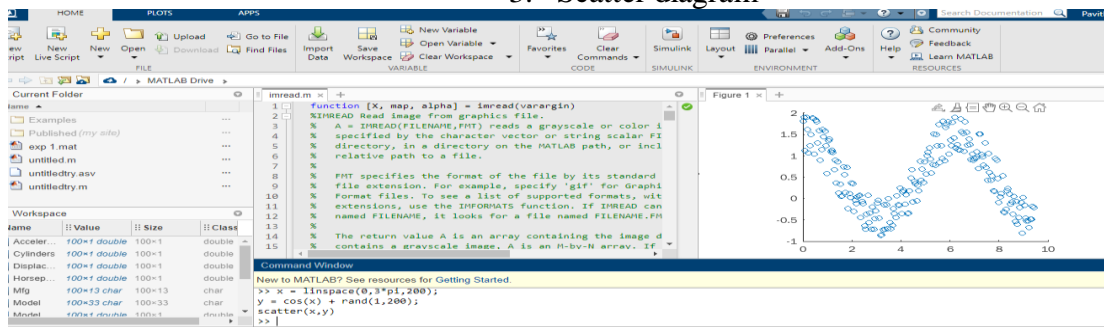 3. Scatter diagram
HOME PLOTS APPS Search Documentation Pavit
New Script New Live Script New Open Upload Download Go to File Find Files Import Data Save Workspace New Variable Open Variable Clear Workspace Favorites Clear Commands Simulink Layout Preferences Parallel Add-Ons Help Community Feedback Learn MATLAB
FILE VARIABLE CODE SIMULINK ENVIRONMENT RESOURCES
/ MATLAB Drive
Current Folder
Name
Examples
Published (my site)
exp 1.mat
untitled.m
untitledtry.asv
untitledtry.m
Workspace
Name Value Size Class
Acceler... 100×1 double 100×1 double
Cylinders 100×1 double 100×1 double
Displac... 100×1 double 100×1 double
Horsep... 100×1 double 100×1 double
Mfg 100×13 char 100×13 char
Model 100×33 char 100×33 char
Model 100×1 double 100×1 double
imread.m
1 function [X, map, alpha] = imread(varargin)
2 %IMREAD Read image from graphics file.
3 % A = IMREAD(FILENAME,FMT) reads a grayscale or color i
4 % specified by the character vector or string scalar FI
5 % directory, in a directory on the MATLAB path, or incl
6 % relative path to a file.
7 %
8 % FMT specifies the format of the file by its standard
9 % file extension. For example, specify 'gif' for Graphi
10 % Format files. To see a list of supported formats, wit
11 % extensions, use the IMFORMATS function. If IMREAD can
12 % named FILENAME, it looks for a file named FILENAME.FM
13 %
14 % The return value A is an array containing the image d
15 % contains a grayscale image, A is an M-by-N array. If
Figure 1
2
1.5
1
0.5
0
-0.5
-1
0 2 4 6 8 10
Command Window
New to MATLAB? See resources for Getting Started.
>> x = linspace(0,3*pi,200);
y = cos(x) + rand(1,200);
scatter(x,y)
>>